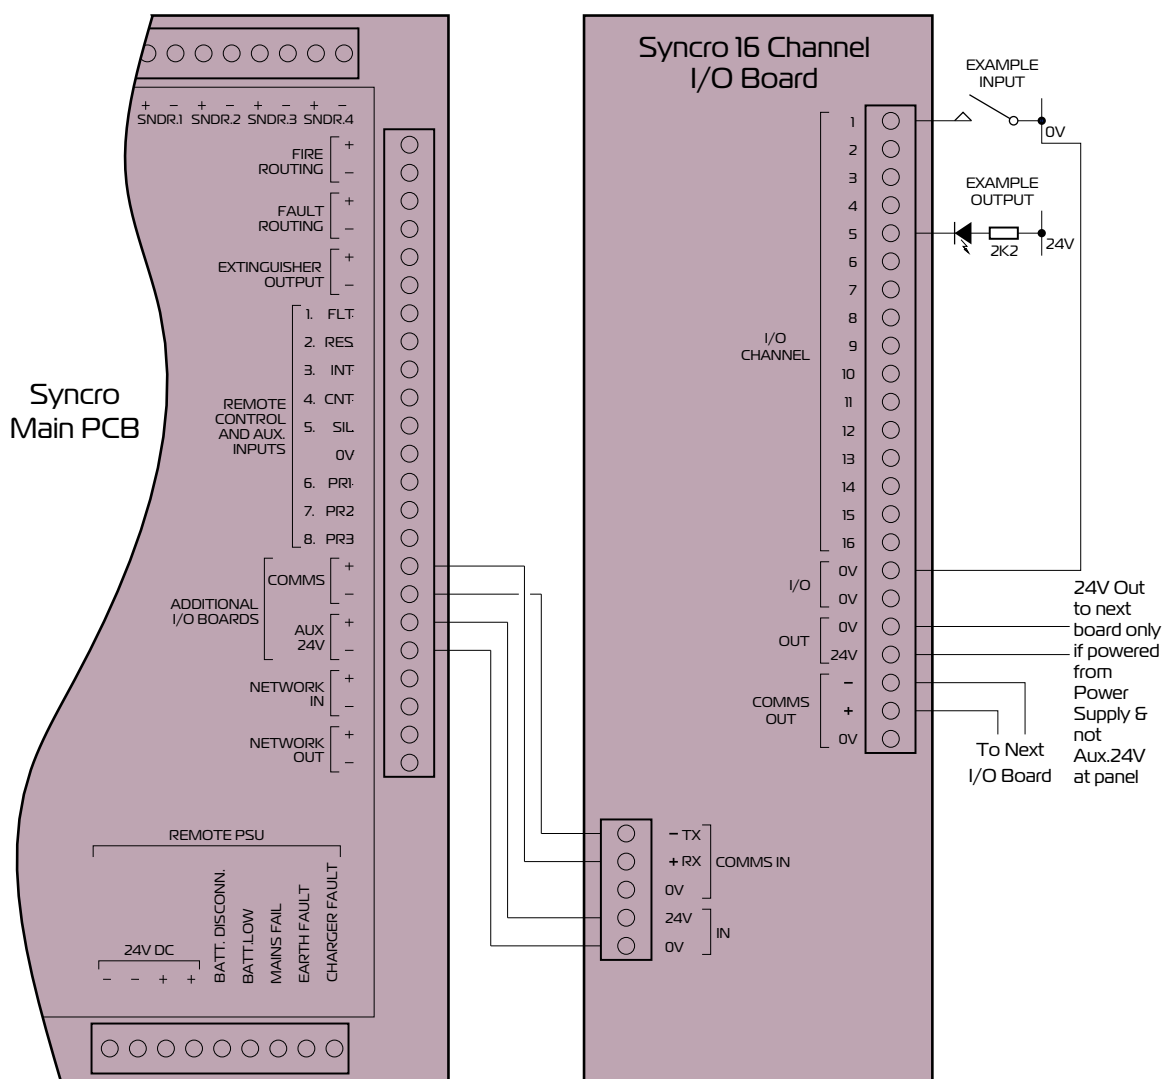 Syncro 16 Channel
I/O Board
Syncro
Main PCB
+ − + − + − + −
SNDR.1 SNDR.2 SNDR.3 SNDR.4
FIRE
ROUTING
+
−
FAULT
ROUTING
+
−
EXTINGUISHER
OUTPUT
+
−
REMOTE
CONTROL
AND AUX.
INPUTS
1. FLT
2. RES
3. INT
4. CNT
5. SIL
0V
6. PR1
7. PR2
8. PR3
ADDITIONAL
I/O BOARDS
COMMS
+
−
AUX
24V
+
−
NETWORK
IN
+
−
NETWORK
OUT
+
−
REMOTE PSU
24V DC
− − + +
BATT. DISCONN.
BATT.LOW
MAINS FAIL
EARTH FAULT
CHARGER FAULT
I/O
CHANNEL
1
2
3
4
5
6
7
8
9
10
11
12
13
14
15
16
I/O
0V
0V
OUT
0V
24V
COMMS
OUT
−
+
0V
− TX
+ RX
0V
COMMS IN
24V
0V
IN
EXAMPLE
INPUT
0V
EXAMPLE
OUTPUT
2K2
24V
24V Out
to next
board only
if powered
from
Power
Supply &
not
Aux.24V
at panel
To Next
I/O Board